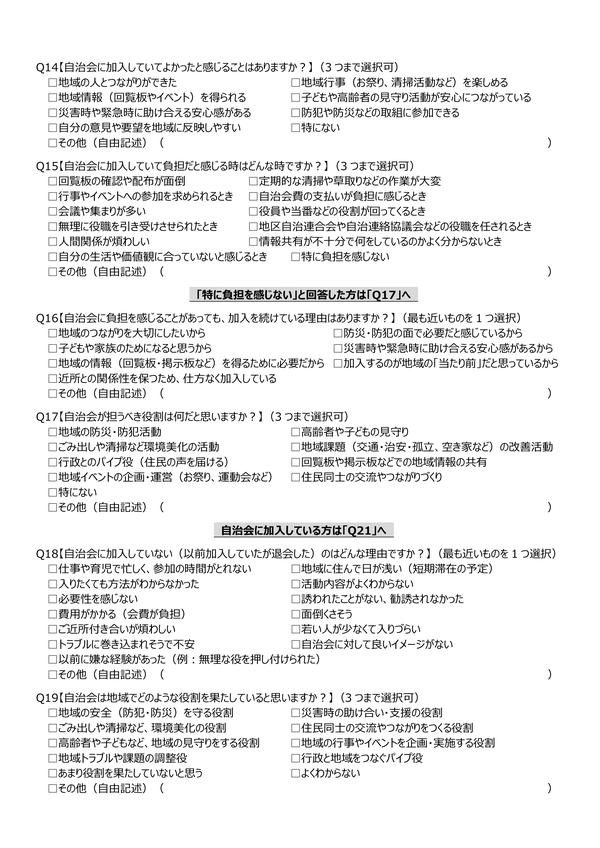 Q14【自治会に加入していてよかったと感じることはありますか？】（３つまで選択可）
□地域の人とつながりができた　□地域行事（お祭り、清掃活動など）を楽しめる
□地域情報（回覧板やイベント）を得られる　□子どもや高齢者の見守り活動が安心につながっている
□災害時や緊急時に助け合える安心感がある　□防犯や防災などの取組に参加できる
□自分の意見や要望を地域に反映しやすい　□特にない
□その他（自由記述）（　）
Q15【自治会に加入していて負担だと感じる時はどんな時ですか？】（３つまで選択可）
□回覧板の確認や配布が面倒　□定期的な清掃や草取りなどの作業が大変
□行事やイベントへの参加を求められるとき　□自治会費の支払いが負担に感じるとき
□会議や集まりが多い　□役員や当番などの役割が回ってくるとき
□無理に役職を引き受けさせられたとき　□地区自治連合会や自治連絡協議会などの役職を任されるとき
□人間関係が煩わしい　□情報共有が不十分で何をしているのかよく分からないとき
□自分の生活や価値観に合っていないと感じるとき　□特に負担を感じない
□その他（自由記述）（　）
「特に負担を感じない」と回答した方は「Q17」へ
Q16【自治会に負担を感じることがあっても、加入を続けている理由はありますか？】（最も近いものを１つ選択）
□地域のつながりを大切にしたいから　□防災・防犯の面で必要だと感じているから
□子どもや家族のためになると思うから　□災害時や緊急時に助け合える安心感があるから
□地域の情報（回覧板・掲示板など）を得るために必要だから　□加入するのが地域の「当たり前」だと思っているから
□近所との関係性を保つため、仕方なく加入している
□その他（自由記述）（　）
Q17【自治会が担うべき役割は何だと思いますか？】（３つまで選択可）
□地域の防災・防犯活動　□高齢者や子どもの見守り
□ごみ出しや清掃など環境美化の活動　□地域課題（交通・治安・孤立、空き家など）の改善活動
□行政とのパイプ役（住民の声を届ける）　□回覧板や掲示板などでの地域情報の共有
□地域イベントの企画・運営（お祭り、運動会など）　□住民同士の交流やつながりづくり
□特にない
□その他（自由記述）（　）
自治会に加入している方は「Q21」へ
Q18【自治会に加入していない（以前加入していたが退会した）のはどんな理由ですか？】（最も近いものを１つ選択）
□仕事や育児で忙しく、参加の時間がとれない　□地域に住んで日が浅い（短期滞在の予定）
□入りたくても方法がわからなかった　□活動内容がよくわからない
□必要性を感じない　□誘われたことがない、勧誘されなかった
□費用がかかる（会費が負担）　□面倒くさそう
□ご近所付き合いが煩わしい　□若い人が少なくて入りづらい
□トラブルに巻き込まれそうで不安　□自治会に対して良いイメージがない
□以前に嫌な経験があった（例：無理な役を押し付けられた）
□その他（自由記述）（　）
Q19【自治会は地域でどのような役割を果たしていると思いますか？】（３つまで選択可）
□地域の安全（防犯・防災）を守る役割　□災害時の助け合い・支援の役割
□ごみ出しや清掃など、環境美化の役割　□住民同士の交流やつながりをつくる役割
□高齢者や子どもなど、地域の見守りをする役割　□地域の行事やイベントを企画・実施する役割
□地域トラブルや課題の調整役　□行政と地域をつなぐパイプ役
□あまり役割を果たしていないと思う　□よくわからない
□その他（自由記述）（　）